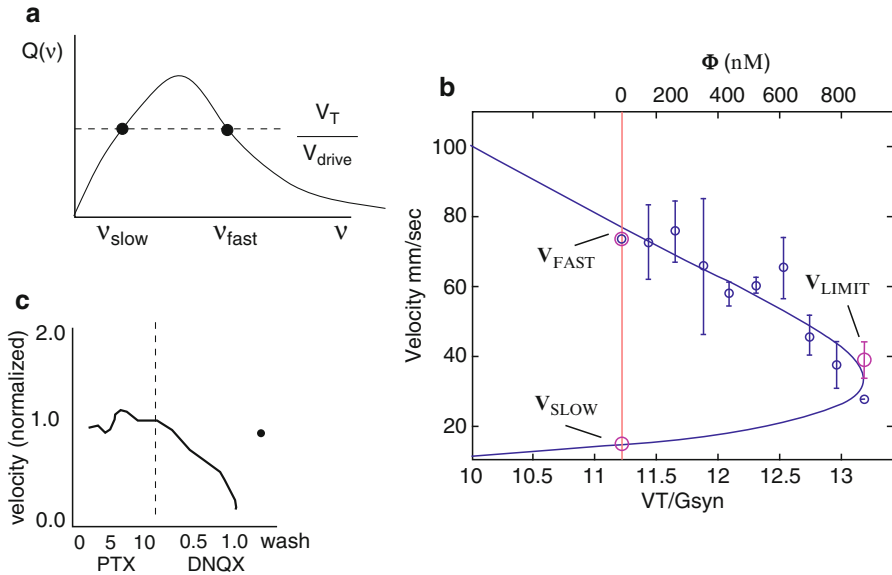 a
Q(ν)
V_T
V_drive
ν_slow
ν_fast
ν
b
Φ (nM)
0 200 400 600 800
Velocity mm/sec
100
80
60
40
20
V_FAST
V_LIMIT
V_SLOW
10 10.5 11 11.5 12 12.5 13
VT/Gsyn
c
velocity (normalized)
2.0
1.0
0.0
0 5 10 0.5 1.0 wash
PTX DNQX